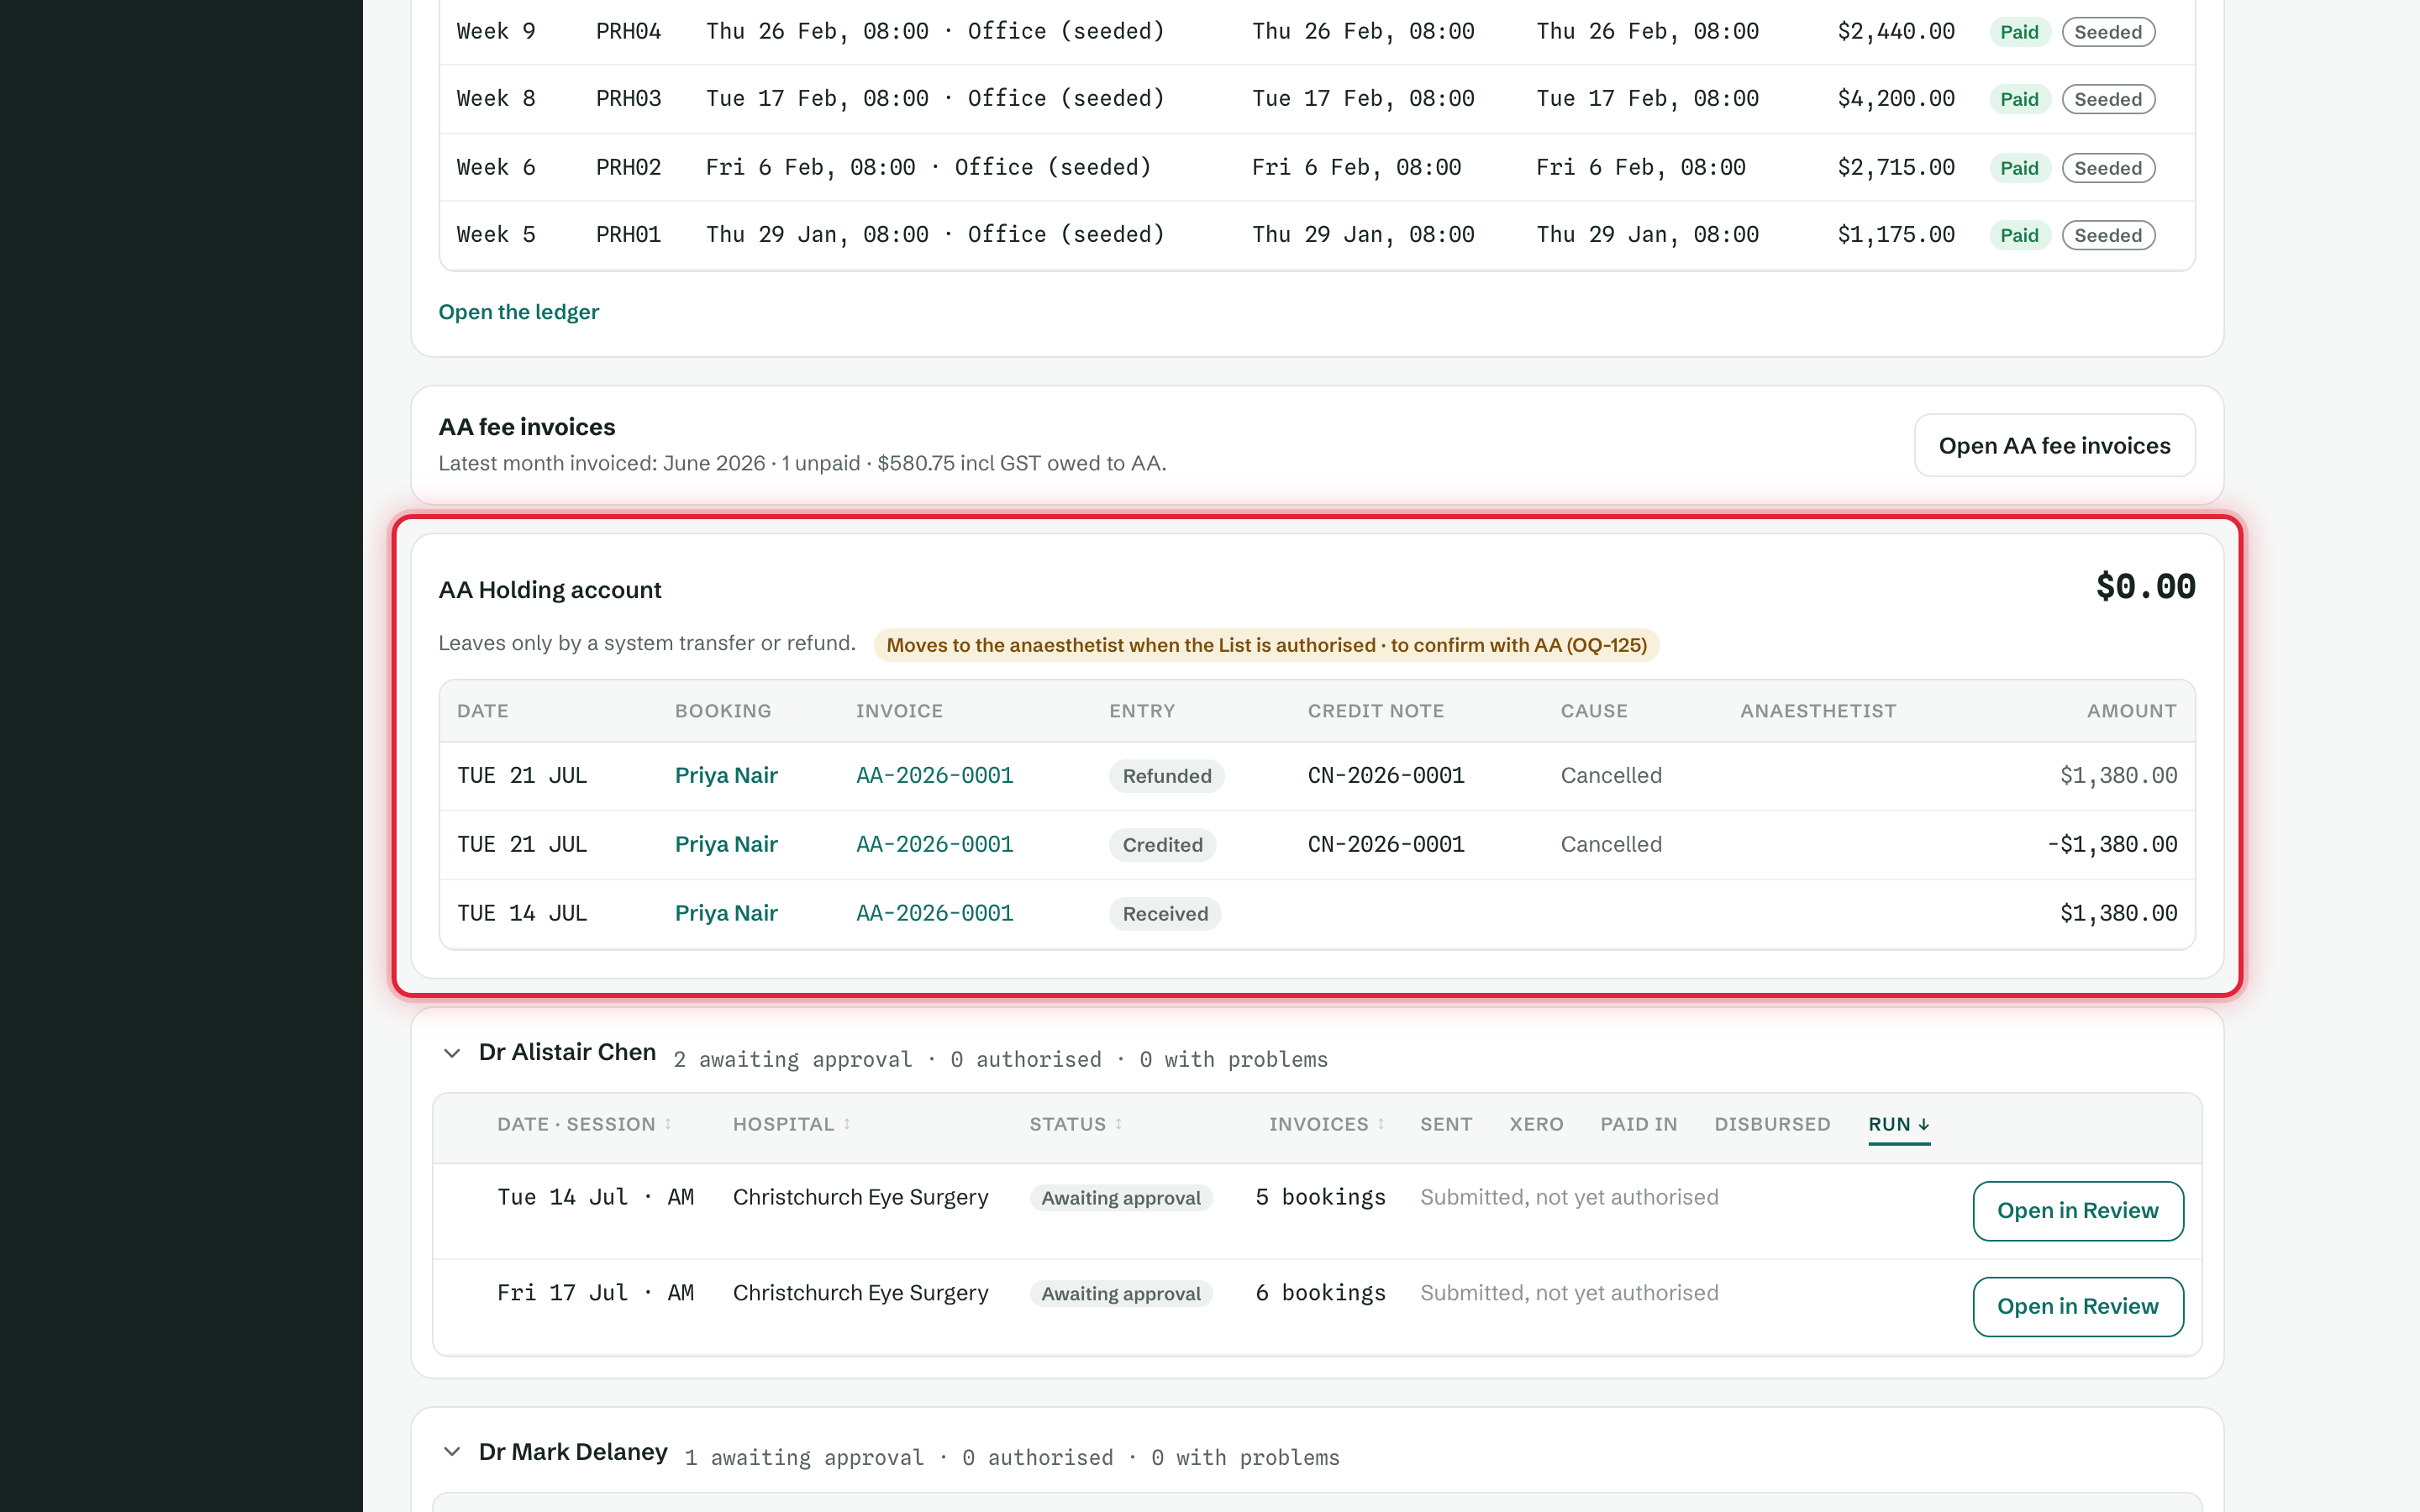 Week 9 PRH04 Thu 26 Feb, 08:00 · Office (seeded) Thu 26 Feb, 08:00 Thu 26 Feb, 08:00 $2,440.00 Paid Seeded
Week 8 PRH03 Tue 17 Feb, 08:00 · Office (seeded) Tue 17 Feb, 08:00 Tue 17 Feb, 08:00 $4,200.00 Paid Seeded
Week 6 PRH02 Fri 6 Feb, 08:00 · Office (seeded) Fri 6 Feb, 08:00 Fri 6 Feb, 08:00 $2,715.00 Paid Seeded
Week 5 PRH01 Thu 29 Jan, 08:00 · Office (seeded) Thu 29 Jan, 08:00 Thu 29 Jan, 08:00 $1,175.00 Paid Seeded
Open the ledger
AA fee invoices
Latest month invoiced: June 2026 · 1 unpaid · $580.75 incl GST owed to AA.
Open AA fee invoices
AA Holding account $0.00
Leaves only by a system transfer or refund. Moves to the anaesthetist when the List is authorised · to confirm with AA (OQ-125)
DATE BOOKING INVOICE ENTRY CREDIT NOTE CAUSE ANAESTHETIST AMOUNT
TUE 21 JUL Priya Nair AA-2026-0001 Refunded CN-2026-0001 Cancelled $1,380.00
TUE 21 JUL Priya Nair AA-2026-0001 Credited CN-2026-0001 Cancelled -$1,380.00
TUE 14 JUL Priya Nair AA-2026-0001 Received $1,380.00
Dr Alistair Chen 2 awaiting approval · 0 authorised · 0 with problems
DATE · SESSION ↕ HOSPITAL ↕ STATUS ↕ INVOICES ↕ SENT XERO PAID IN DISBURSED RUN ↓
Tue 14 Jul · AM Christchurch Eye Surgery Awaiting approval 5 bookings Submitted, not yet authorised Open in Review
Fri 17 Jul · AM Christchurch Eye Surgery Awaiting approval 6 bookings Submitted, not yet authorised Open in Review
Dr Mark Delaney 1 awaiting approval · 0 authorised · 0 with problems